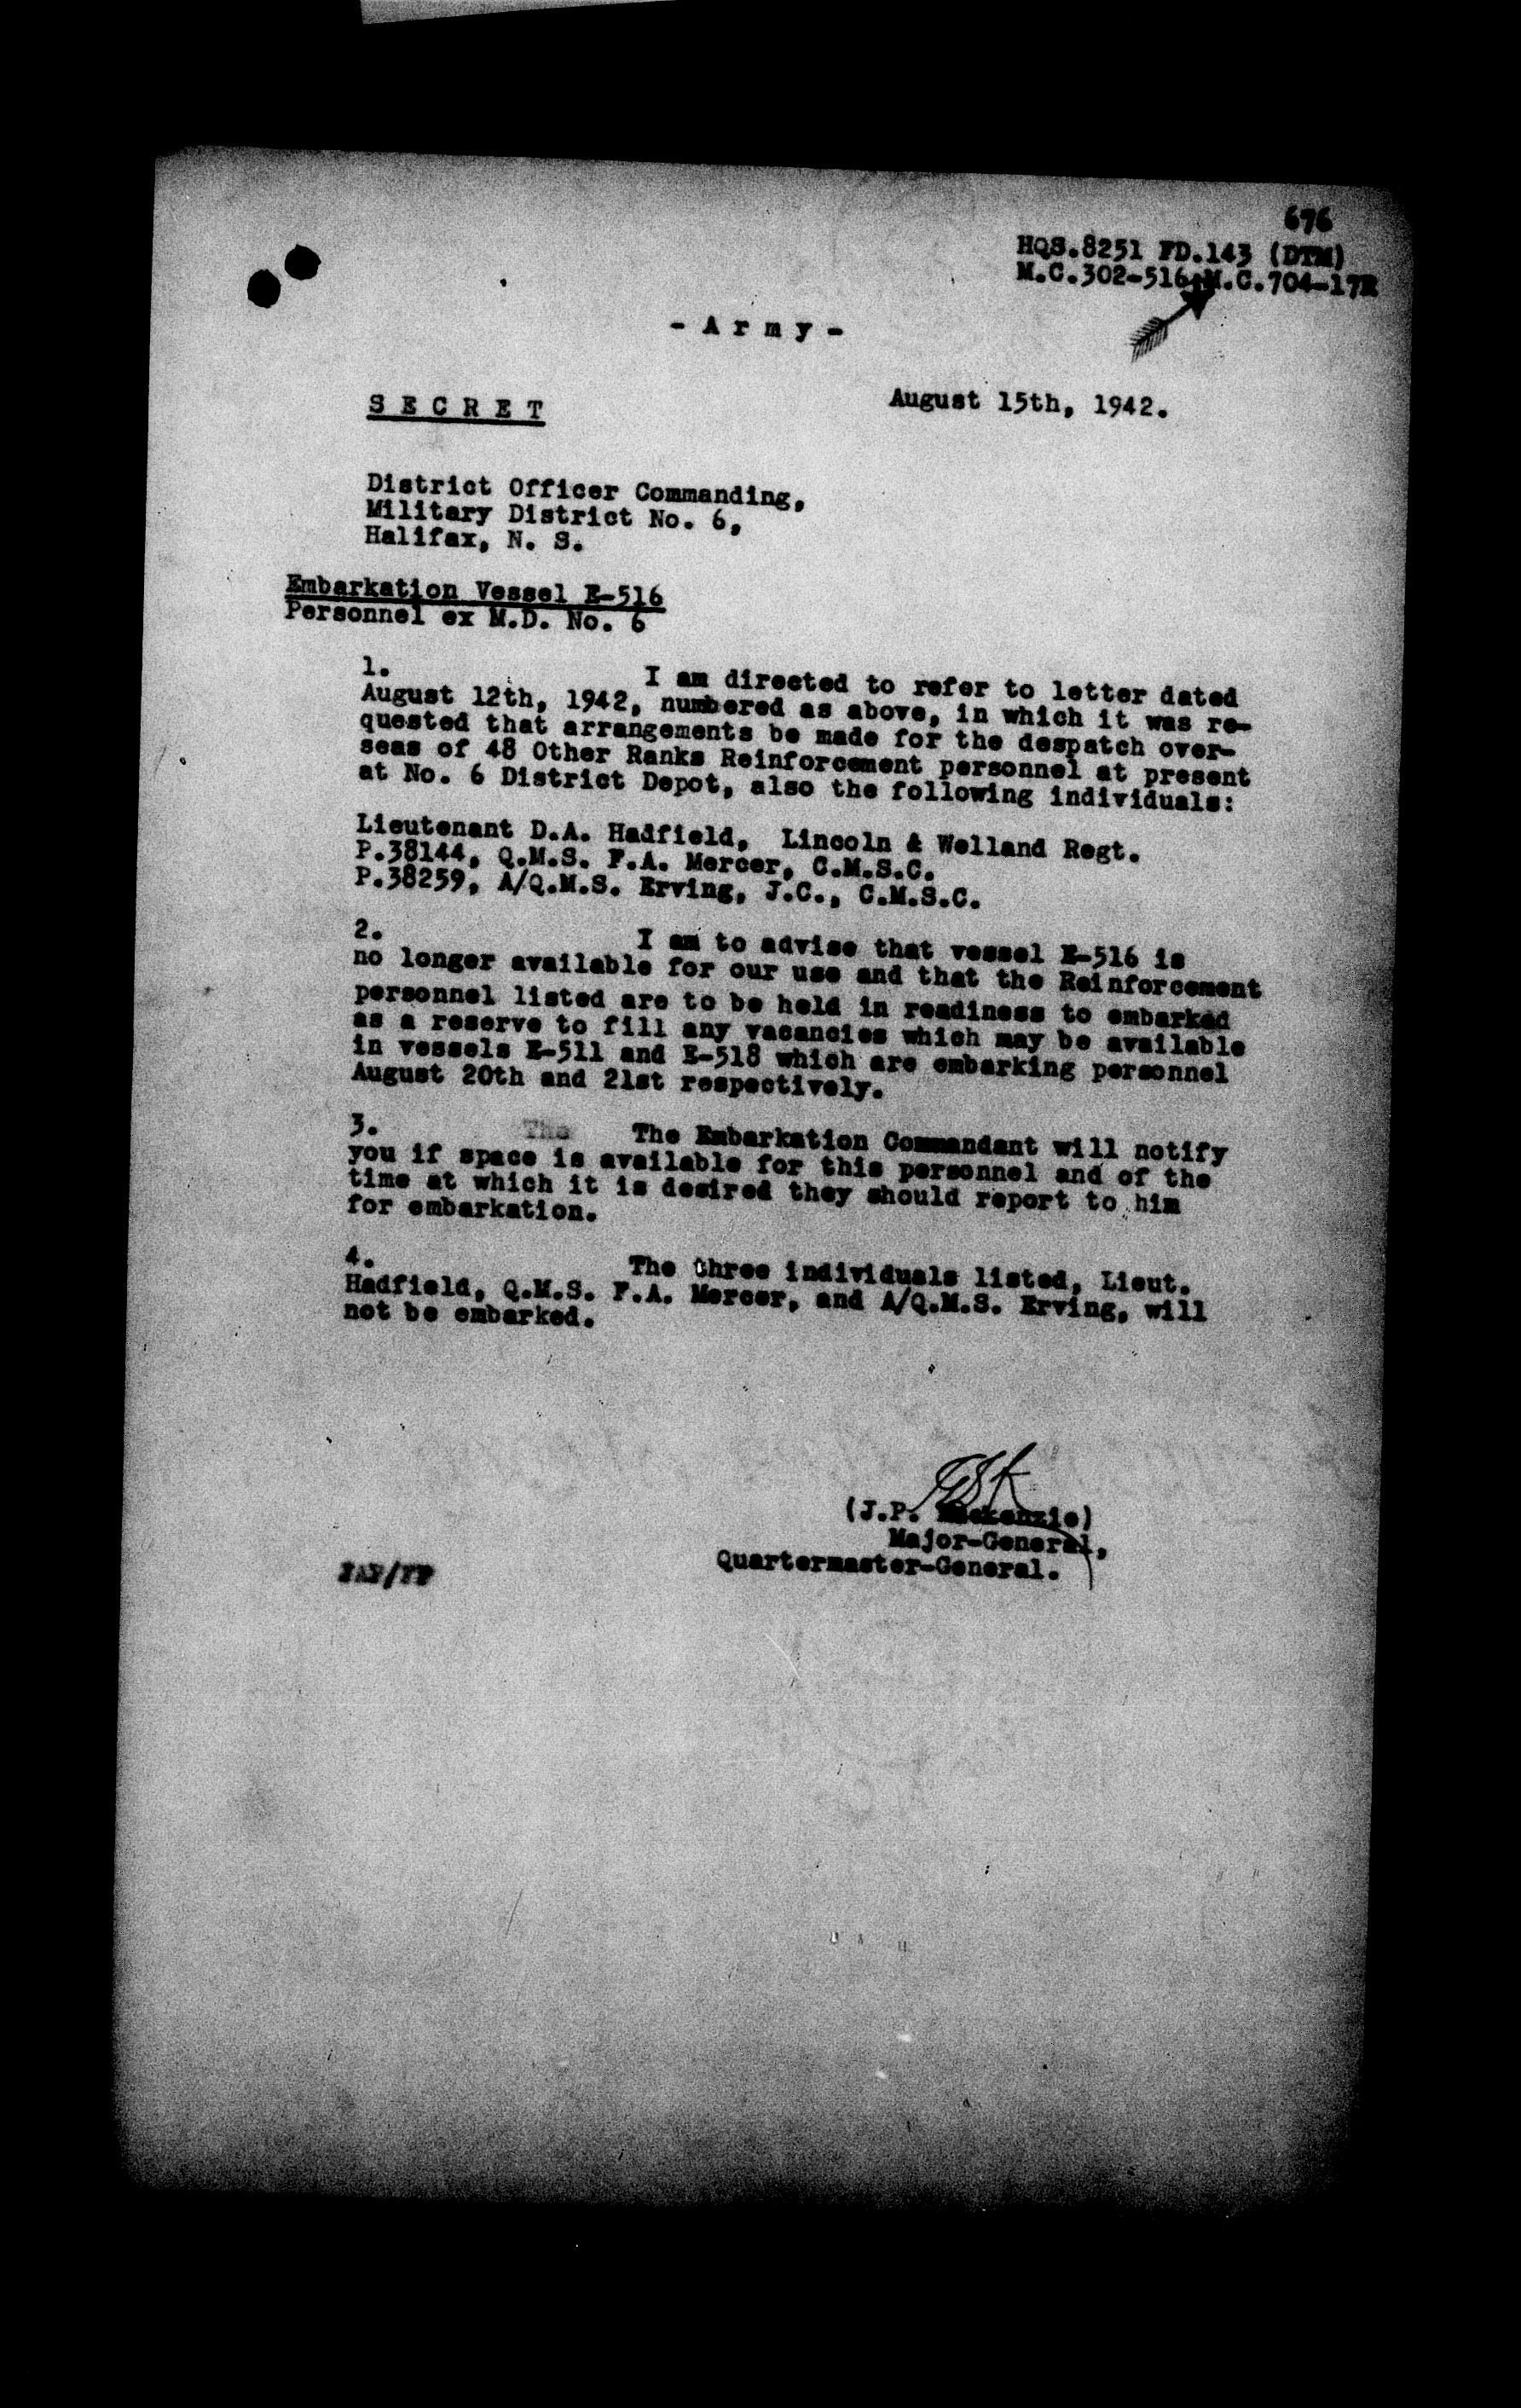 676
HQS.8251 FD.143 (DTM)
M.C.302-516;M.C.704-17R
- A r m y -
S E C R E T
August 15th, 1942.
District Officer Commanding,
Military District No. 6,
Halifax, N. S.
Embarkation Vessel E-516
Personnel ex M.D. No. 6
1. I am directed to refer to letter dated
August 12th, 1942, numbered as above, in which it was re-
quested that arrangements be made for the despatch over-
seas of 48 Other Ranks Reinforcement personnel at present
at No. 6 District Depot, also the following individuals:
Lieutenant D.A. Hadfield, Lincoln & Welland Regt.
P.38144, Q.M.S. F.A. Mercer, C.M.S.C.
P.38259, A/Q.M.S. Erving, J.C., C.M.S.C.
2. I am to advise that vessel E-516 is
no longer available for our use and that the Reinforcement
personnel listed are to be held in readiness to embarked
as a reserve to fill any vacancies which may be available
in vessels E-511 and E-518 which are embarking personnel
August 20th and 21st respectively.
3. The The Embarkation Commandant will notify
you if space is available for this personnel and of the
time at which it is desired they should report to him
for embarkation.
4. The three individuals listed, Lieut.
Hadfield, Q.M.S. F.A. Mercer, and A/Q.M.S. Erving, will
not be embarked.
(J.P. Mackenzie)
Major-General,
Quartermaster-General.